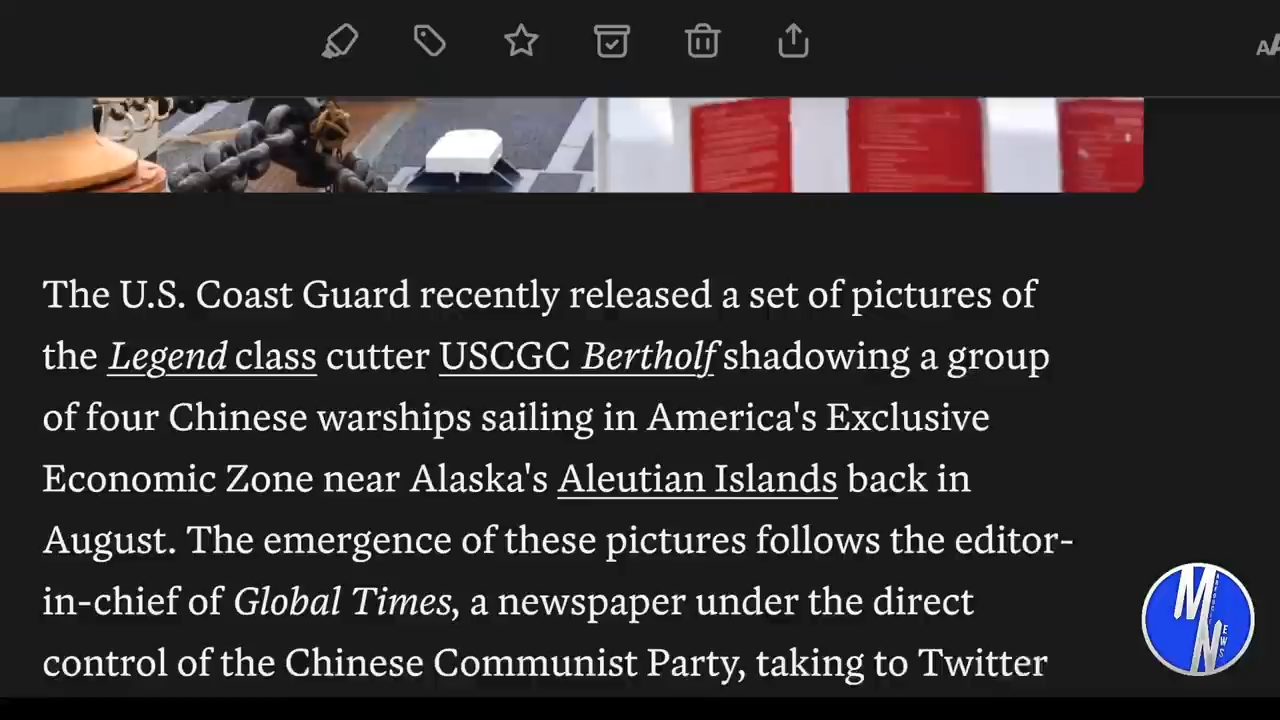 AA
The U.S. Coast Guard recently released a set of pictures of
the Legend class cutter USCGC Bertholf shadowing a group
of four Chinese warships sailing in America's Exclusive
Economic Zone near Alaska's Aleutian Islands back in
August. The emergence of these pictures follows the editor-
in-chief of Global Times, a newspaper under the direct
control of the Chinese Communist Party, taking to Twitter
M
N
EWS